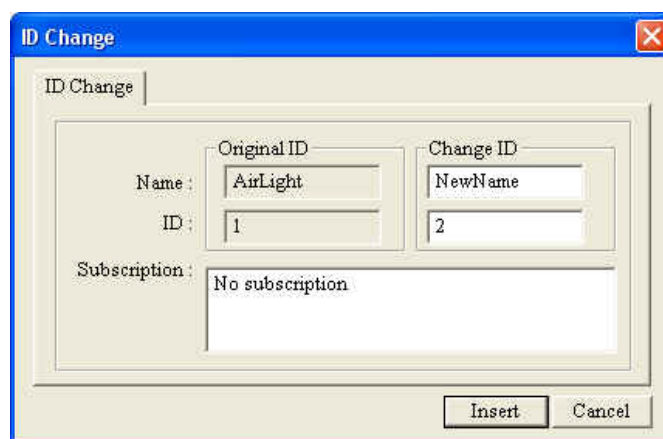 ID Change
ID Change
Original ID Change ID
Name : AirLight NewName
ID : 1 2
Subscription : No subscription
Insert Cancel